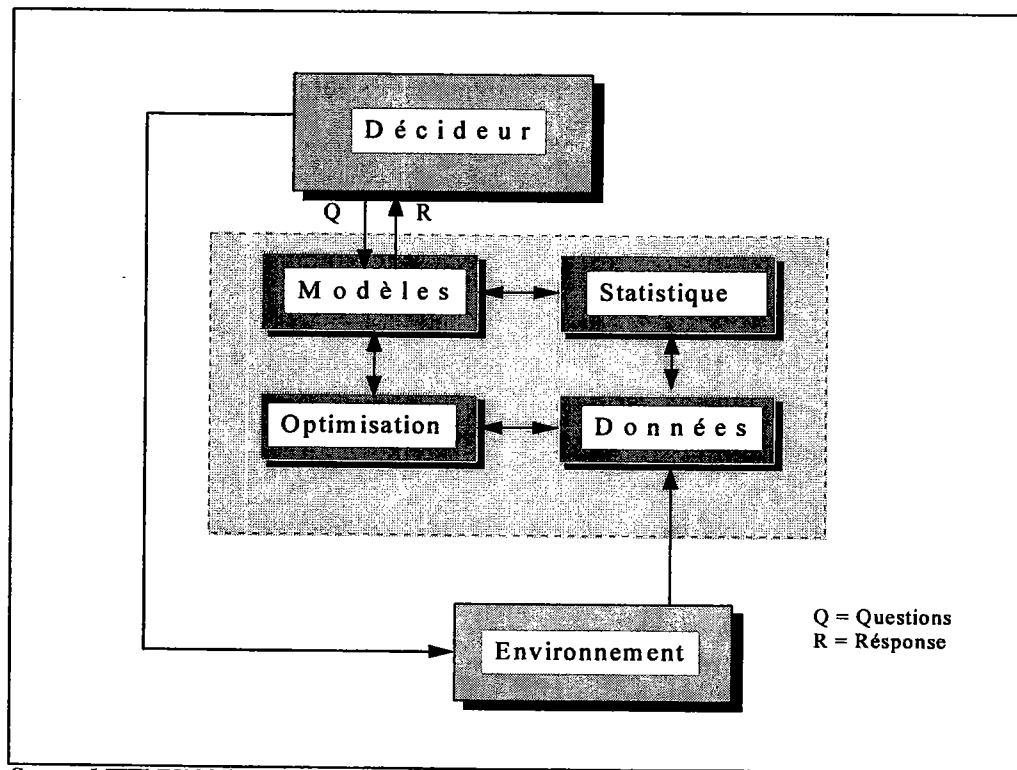 Décideur
Q R
Modèles
Statistique
Optimisation
Données
Environnement
Q = Questions
R = Résponse